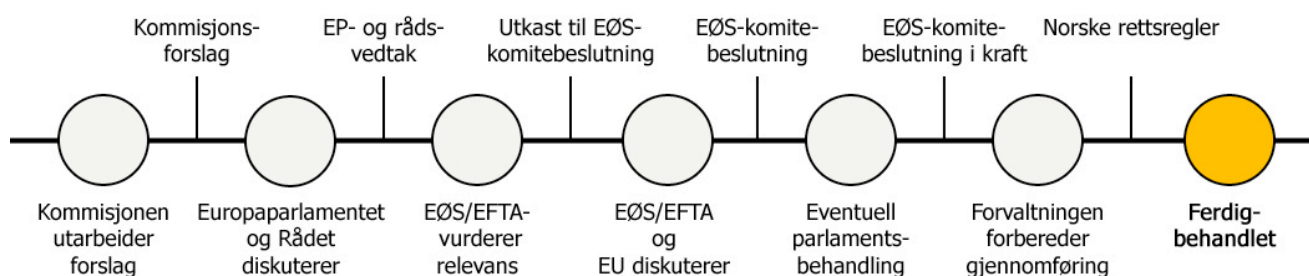 Kommisjons-
forslag
EP- og råds-
vedtak
Utkast til EØS-
komitebeslutning
EØS-komite-
beslutning
EØS-komite-
beslutning i kraft
Norske rettsregler
Kommisjonen
utarbeider
forslag
Europaparlamentet
og Rådet
diskuterer
EØS/EFTA-
vurderer
relevans
EØS/EFTA
og
EU diskuterer
Eventuell
parlaments-
behandling
Forvaltningen
forbereder
gjennomføring
Ferdig-
behandlet